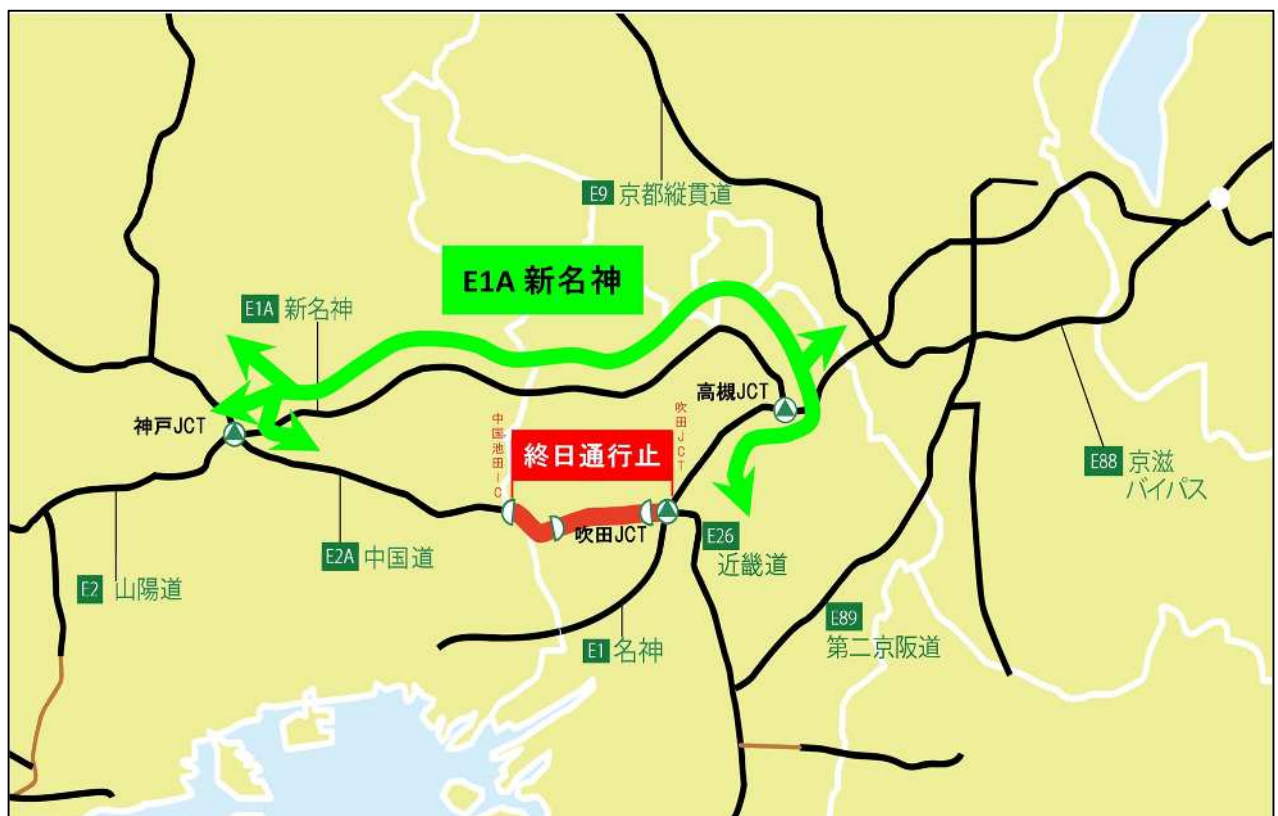 E9 京都縦貫道
E1A 新名神
E1A 新名神
神戸JCT
高槻JCT
中国池田IC
吹田JCT
終日通行止
吹田JCT
E88 京滋
バイパス
E26
近畿道
E2A 中国道
E2 山陽道
E89
第二京阪道
E1 名神